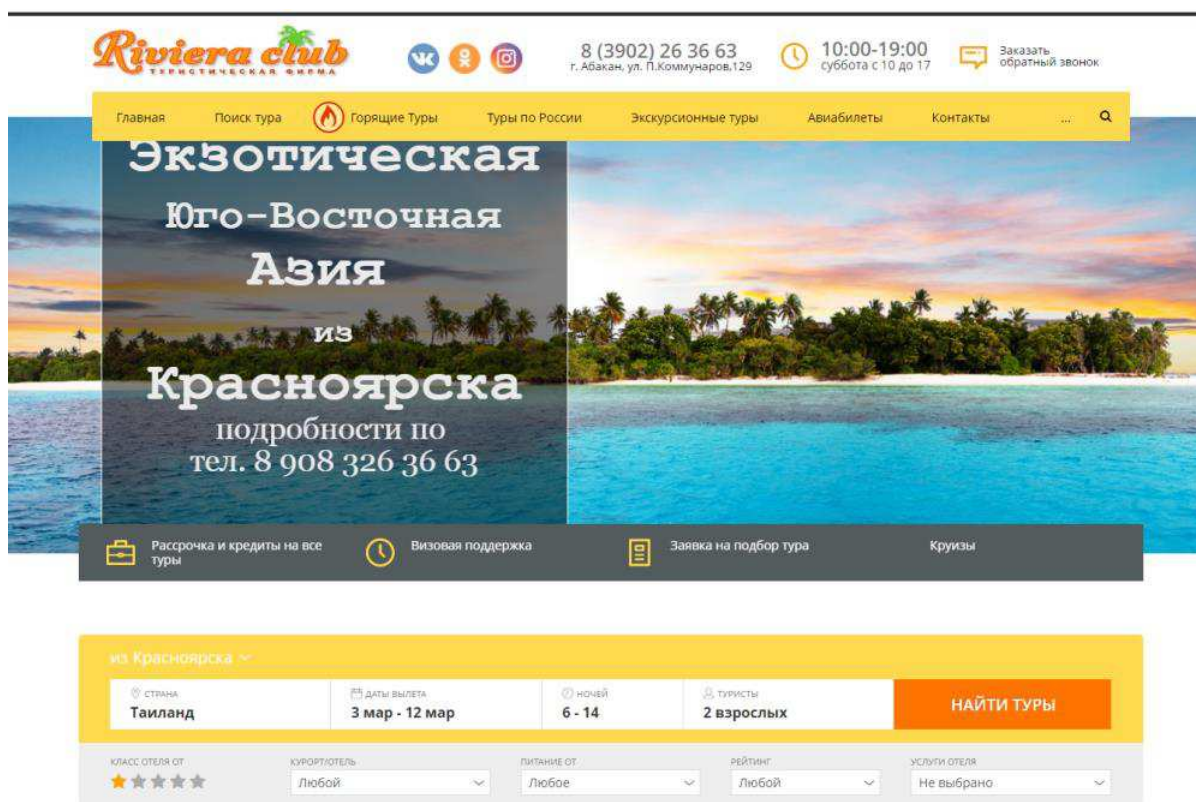 Riviera club
ТУРИСТИЧЕСКАЯ ФИРМА
8 (3902) 26 36 63
г. Абакан, ул. П.Коммунаров,129
10:00-19:00
суббота с 10 до 17
Заказать
обратный звонок
Главная Поиск тура Горящие Туры Туры по России Экскурсионные туры Авиабилеты Контакты ...
Экзотическая
Юго-Восточная
Азия
из
Красноярска
подробности по
тел. 8 908 326 36 63
Рассрочка и кредиты на все
туры
Визовая поддержка
Заявка на подбор тура
Круизы
из Красноярска
СТРАНА
Таиланд
ДАТЫ ВЫЛЕТА
3 мар - 12 мар
НОЧЕЙ
6 - 14
ТУРИСТЫ
2 взрослых
НАЙТИ ТУРЫ
КЛАСС ОТЕЛЯ ОТ
КУРОРТ/ОТЕЛЬ
Любой
ПИТАНИЕ ОТ
Любое
РЕЙТИНГ
Любой
УСЛУГИ ОТЕЛЯ
Не выбрано